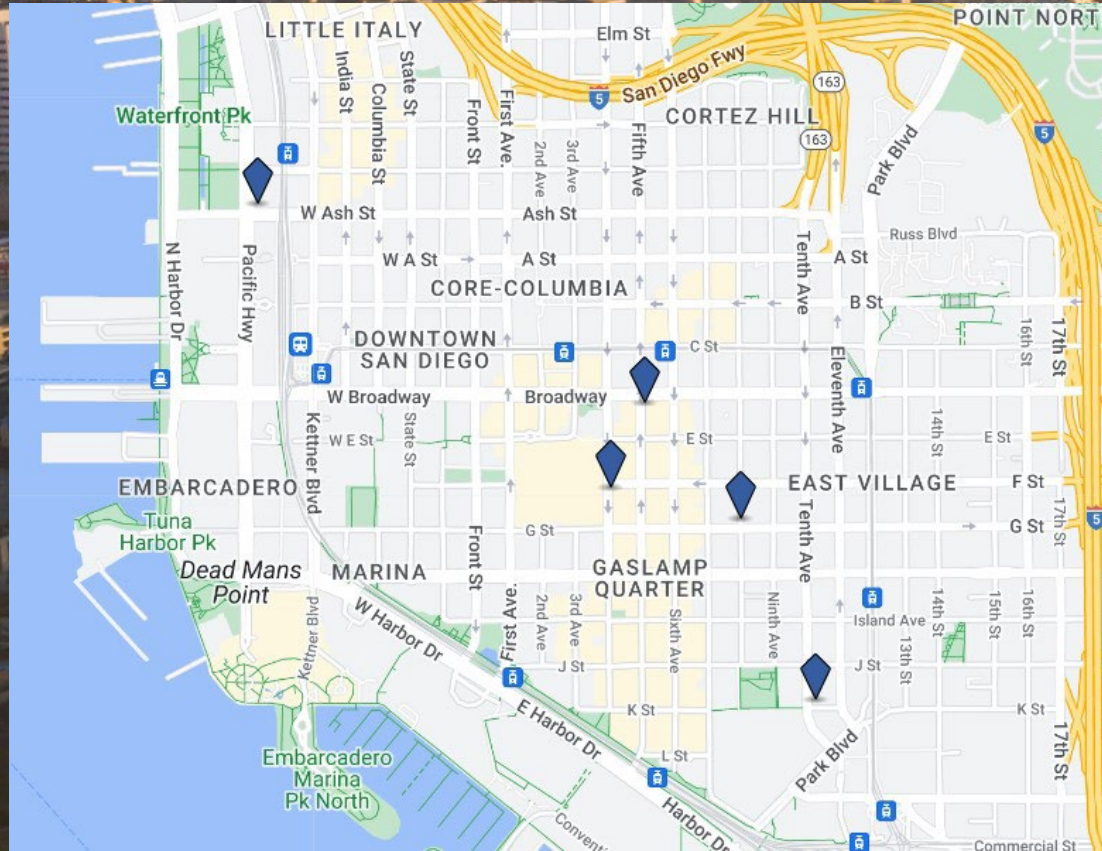 POINT NORT
LITTLE ITALY
Elm St
San Diego Fwy
5
163
India St
State St
Columbia St
Waterfront Pk
Front St
First Ave.
Fifth Ave
CORTEZ HILL
163
5
2nd Ave
3rd Ave
Park Blvd
W Ash St
Ash St
N Harbor Dr
Pacific Hwy
W A St
A St
Tenth Ave
A St
Russ Blvd
CORE-COLUMBIA
B St
DOWNTOWN
SAN DIEGO
C St
16th St
17th St
Eleventh Ave
W Broadway
Broadway
Kettner Blvd
State St
W E St
E St
14th St
E St
EMBARCADERO
EAST VILLAGE
F St
Tuna
Harbor Pk
G St
G St
17th St
5
Dead Mans
Point
MARINA
Front St
First Ave.
GASLAMP
QUARTER
Tenth Ave
Kettner Blvd
W Harbor Dr
2nd Ave
3rd Ave
Sixth Ave
Ninth Ave
Island Ave
14th St
15th St
16th St
13th St
J St
J St
E Harbor Dr
K St
K St
L St
Park Blvd
17th St
Embarcadero
Marina
Pk North
Harbor Dr
Conventi
Commercial St